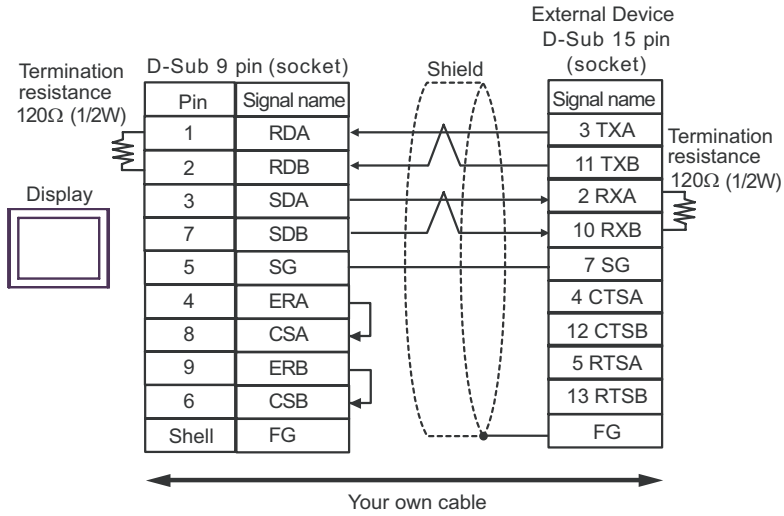 External Device
D-Sub 15 pin
(socket)
D-Sub 9 pin (socket)
Shield
Termination
resistance
120Ω (1/2W)
Pin Signal name
Signal name
1 RDA
3 TXA
2 RDB
11 TXB
Termination
resistance
120Ω (1/2W)
Display
3 SDA
2 RXA
7 SDB
10 RXB
5 SG
7 SG
4 ERA
4 CTSA
8 CSA
12 CTSB
9 ERB
5 RTSA
6 CSB
13 RTSB
Shell FG
FG
Your own cable